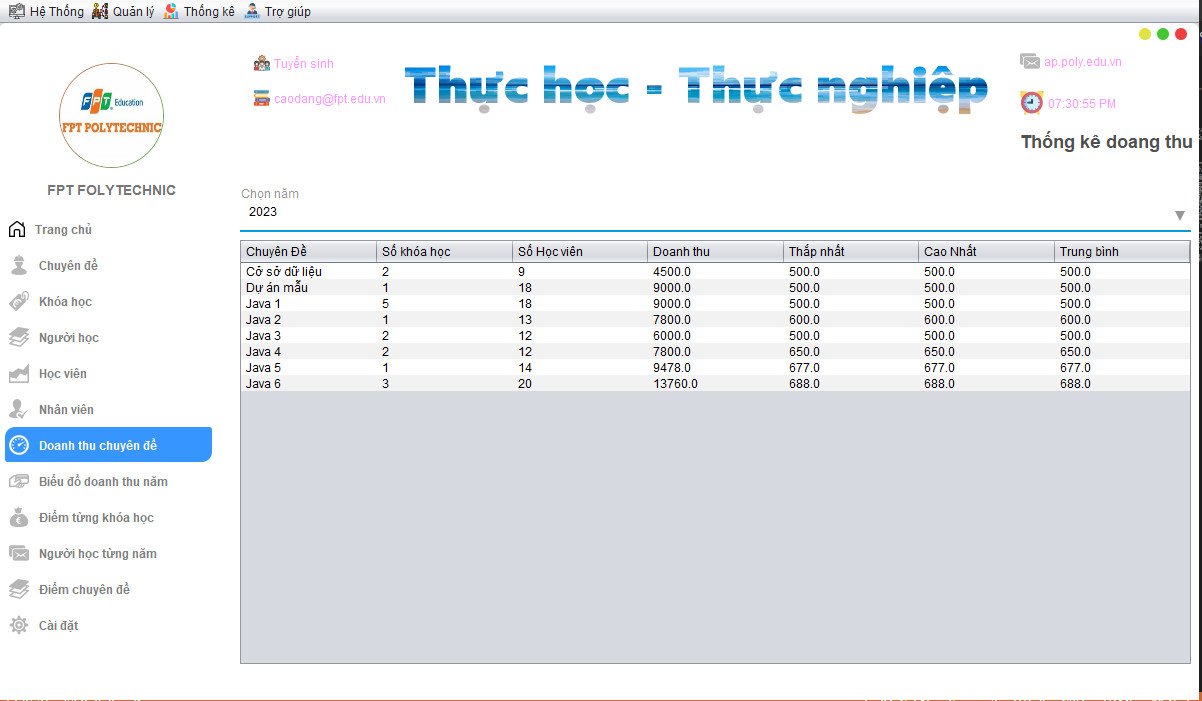 Hệ Thống Quản lý Thống kê Trợ giúp
FPT Education
FPT POLYTECHNIC
FPT FOLYTECHNIC
Trang chủ
Chuyên đề
Khóa học
Người học
Học viên
Nhân viên
Doanh thu chuyên đề
Biểu đồ doanh thu năm
Điểm từng khóa học
Người học từng năm
Điểm chuyên đề
Cài đặt
Tuyển sinh
caodang@fpt.edu.vn
Thực học - Thực nghiệp
ap.poly.edu.vn
07:30:55 PM
Thống kê doang thu
Chọn năm
2023
Chuyên Đề Số khóa học Số Học viên Doanh thu Thấp nhất Cao Nhất Trung bình
Cở sở dữ liệu 2 9 4500.0 500.0 500.0 500.0
Dự án mẫu 1 18 9000.0 500.0 500.0 500.0
Java 1 5 18 9000.0 500.0 500.0 500.0
Java 2 1 13 7800.0 600.0 600.0 600.0
Java 3 2 12 6000.0 500.0 500.0 500.0
Java 4 2 12 7800.0 650.0 650.0 650.0
Java 5 1 14 9478.0 677.0 677.0 677.0
Java 6 3 20 13760.0 688.0 688.0 688.0